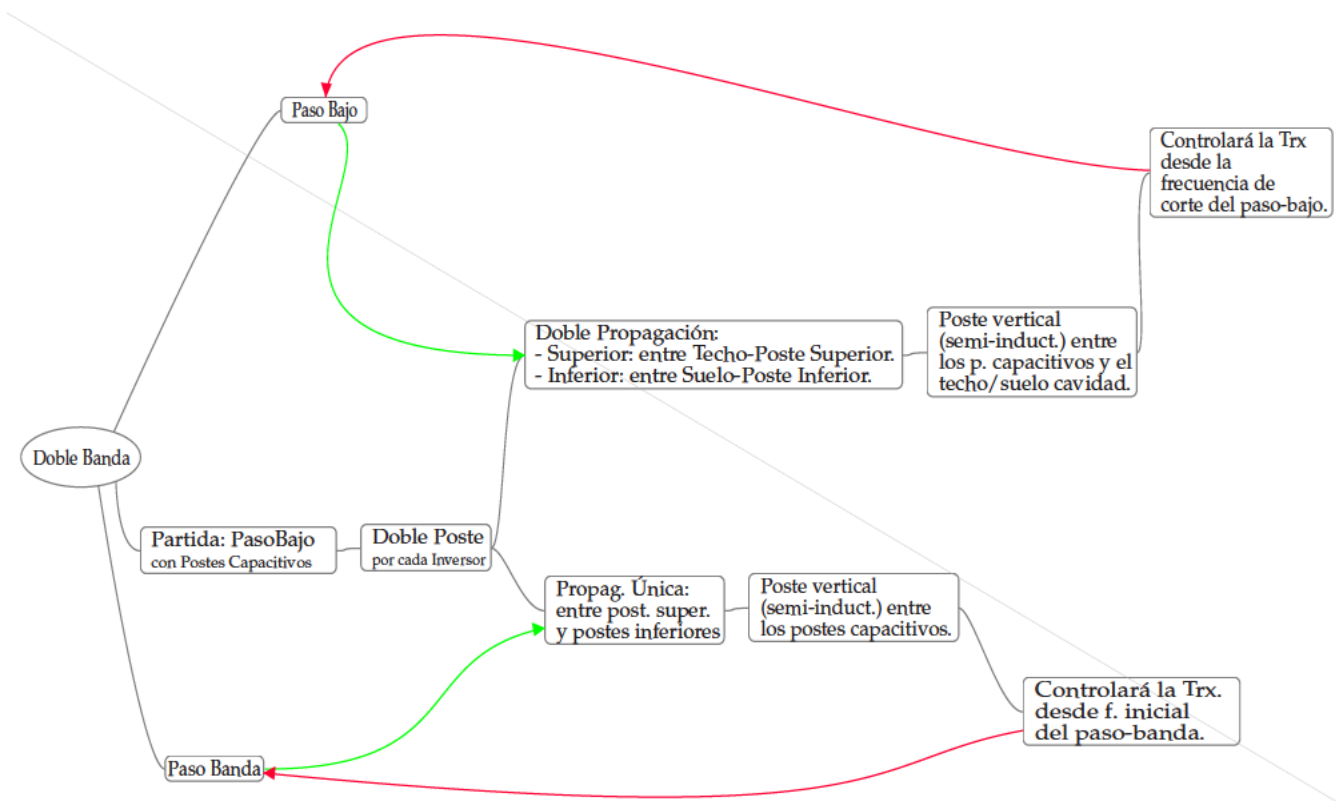 Paso Bajo
Controlará la Trx
desde la
frecuencia de
corte del paso-bajo.
Doble Propagación:
- Superior: entre Techo-Poste Superior.
- Inferior: entre Suelo-Poste Inferior.
Poste vertical
(semi-induct.) entre
los p. capacitivos y el
techo/suelo cavidad.
Doble Banda
Partida: PasoBajo
con Postes Capacitivos
Doble Poste
por cada Inversor
Propag. Única:
entre post. super.
y postes inferiores
Poste vertical
(semi-induct.) entre
los postes capacitivos.
Controlará la Trx.
desde f. inicial
del paso-banda.
Paso Banda